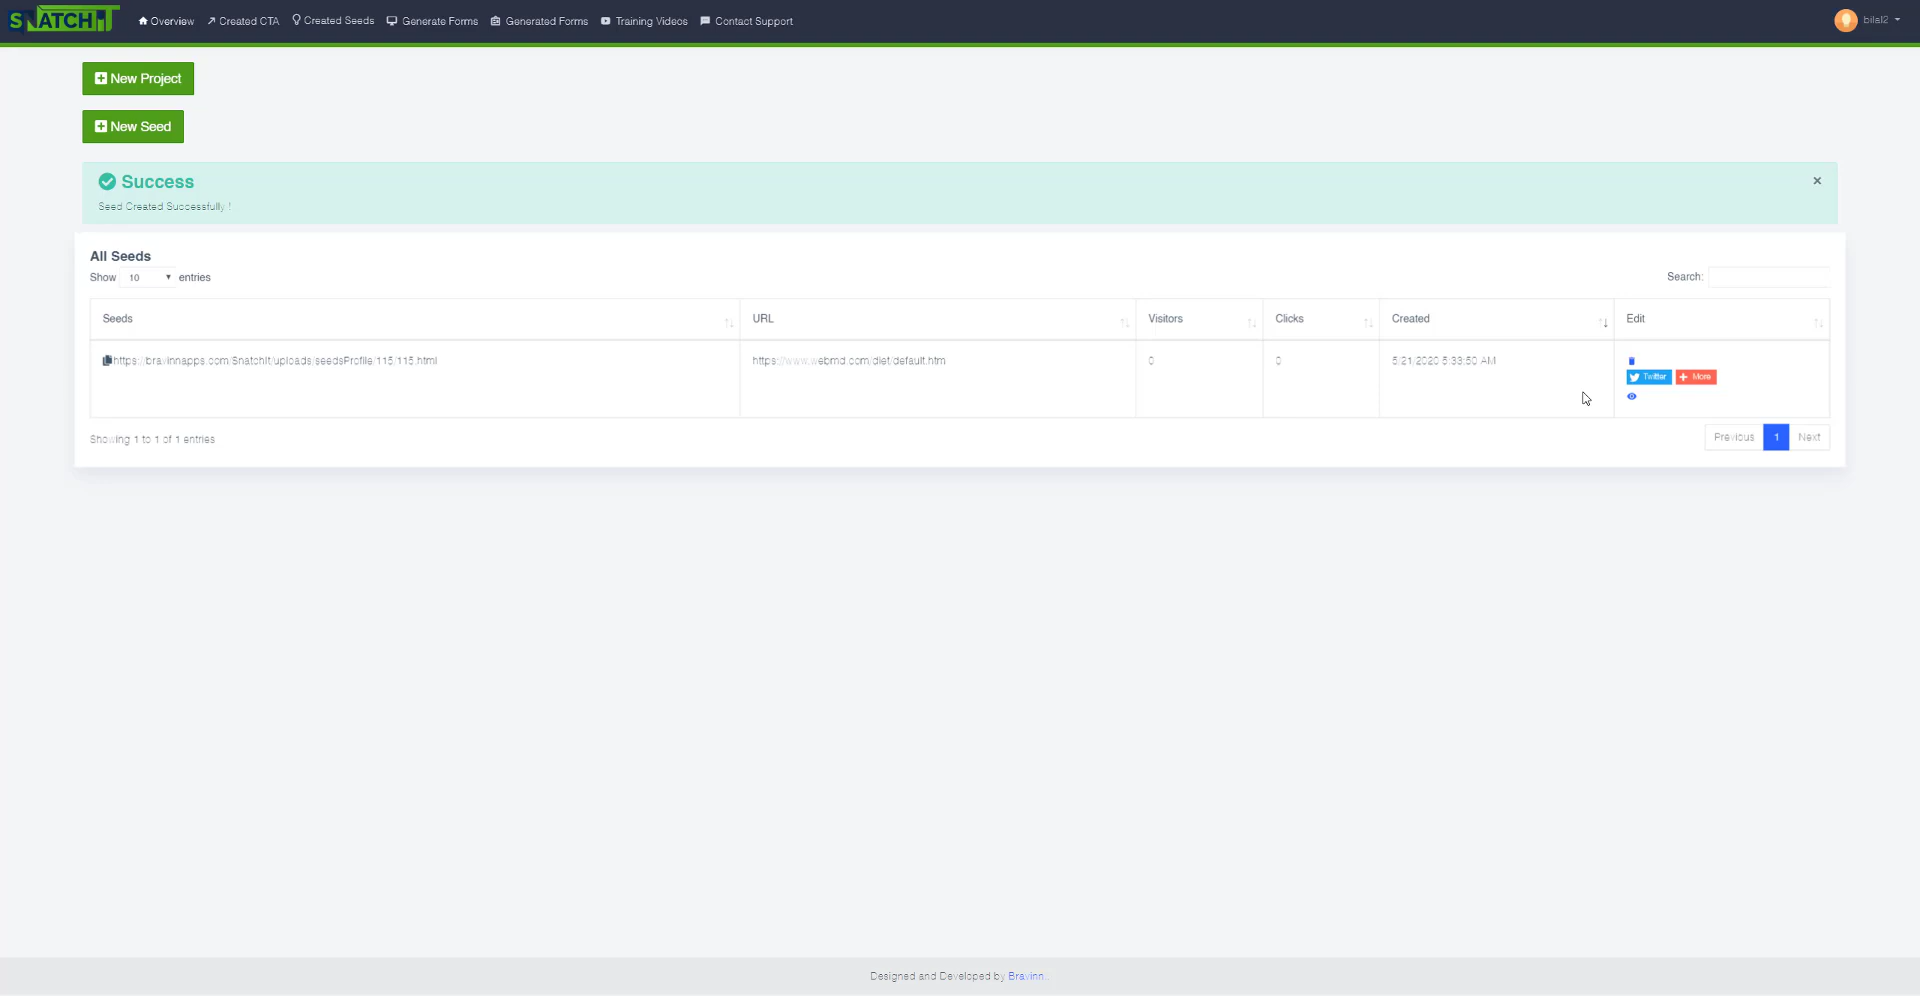 SNATCHIT
Overview Created CTA Created Seeds Generate Forms Generated Forms Training Videos Contact Support bilal2
New Project
New Seed
Success ×
Seed Created Successfully !
All Seeds
Show 10 entries Search:
Seeds URL Visitors Clicks Created Edit
https://bravinnapps.com/SnatchIt/uploads/seedsProfile/115/115.html https://www.webmd.com/diet/default.htm 0 0 5/21/2020 5:33:50 AM
Twitter More
Showing 1 to 1 of 1 entries Previous 1 Next
Designed and Developed by Bravinn.